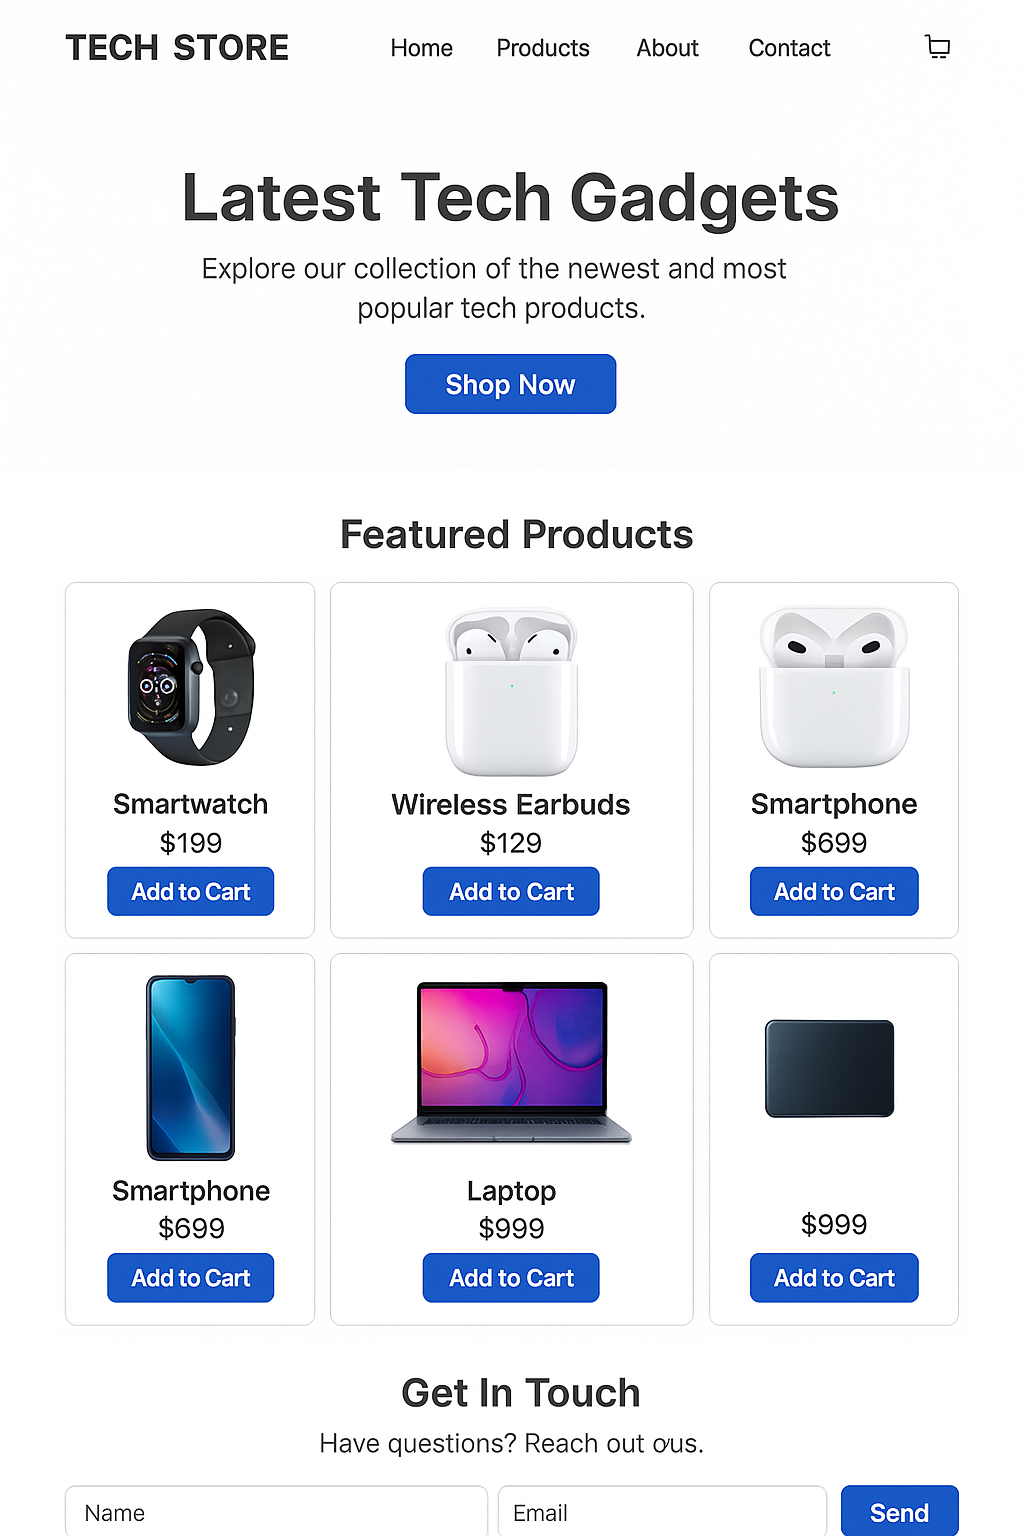 TECH STORE
Home Products About Contact
Latest Tech Gadgets
Explore our collection of the newest and most
popular tech products.
Shop Now
Featured Products
Smartwatch
$199
Add to Cart
Wireless Earbuds
$129
Add to Cart
Smartphone
$699
Add to Cart
Smartphone
$699
Add to Cart
Laptop
$999
Add to Cart
$999
Add to Cart
Get In Touch
Have questions? Reach out
Name
Email
Send